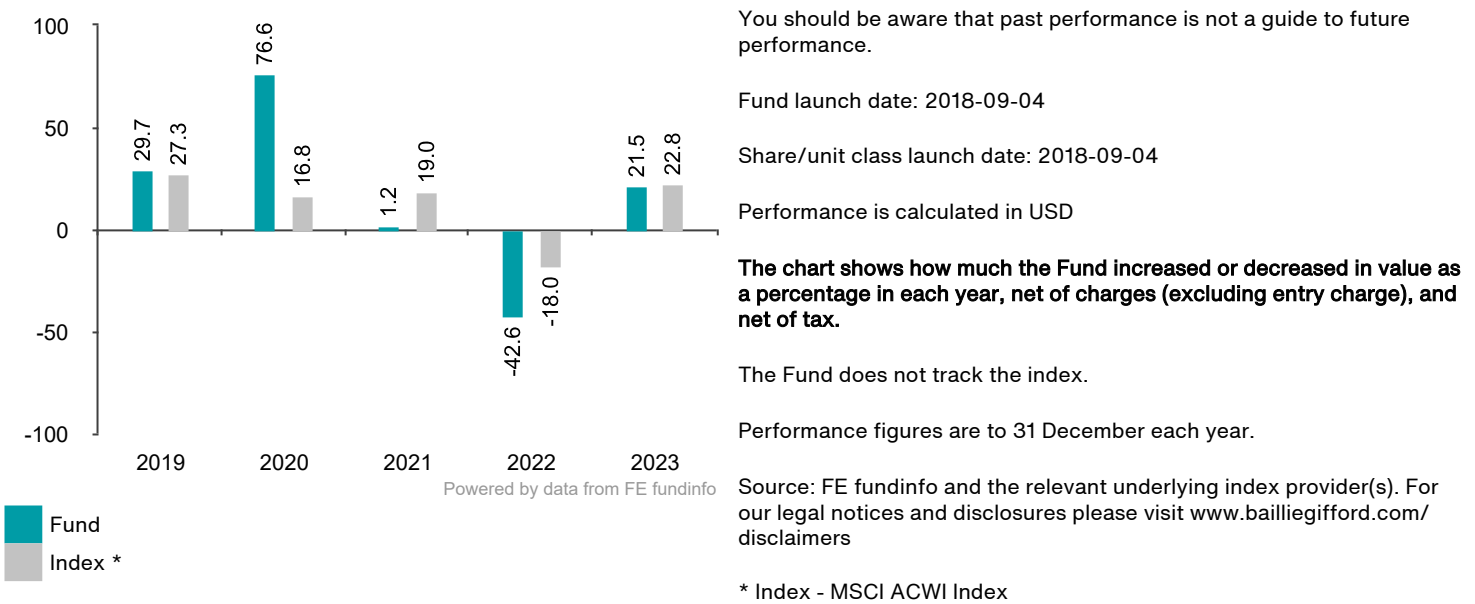 100
50
0
-50
-100
29.7
27.3
76.6
16.8
1.2
19.0
-42.6
-18.0
21.5
22.8
2019
2020
2021
2022
2023
Powered by data from FE fundinfo
Fund
Index *
You should be aware that past performance is not a guide to future
performance.
Fund launch date: 2018-09-04
Share/unit class launch date: 2018-09-04
Performance is calculated in USD
The chart shows how much the Fund increased or decreased in value as
a percentage in each year, net of charges (excluding entry charge), and
net of tax.
The Fund does not track the index.
Performance figures are to 31 December each year.
Source: FE fundinfo and the relevant underlying index provider(s). For
our legal notices and disclosures please visit www.bailliegifford.com/
disclaimers
* Index - MSCI ACWI Index